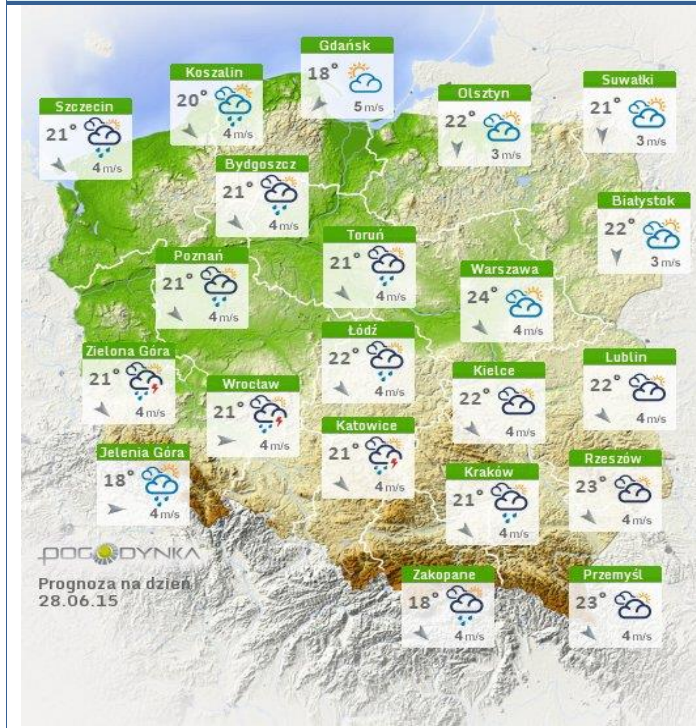 Gdańsk
18°
5 m/s
Koszalin
20°
4 m/s
Suwałki
21°
3 m/s
Olsztyn
22°
3 m/s
Szczecin
21°
4 m/s
Bydgoszcz
21°
4 m/s
Białystok
22°
3 m/s
Toruń
21°
4 m/s
Poznań
21°
4 m/s
Warszawa
24°
4 m/s
Łódź
22°
4 m/s
Zielona Góra
21°
4 m/s
Lublin
22°
4 m/s
Kielce
22°
4 m/s
Wrocław
21°
4 m/s
Katowice
21°
4 m/s
Jelenia Góra
18°
4 m/s
Rzeszów
23°
4 m/s
Kraków
21°
4 m/s
POGODYNKA
Prognoza na dzień
28.06.15
Zakopane
18°
4 m/s
Przemyśl
23°
4 m/s